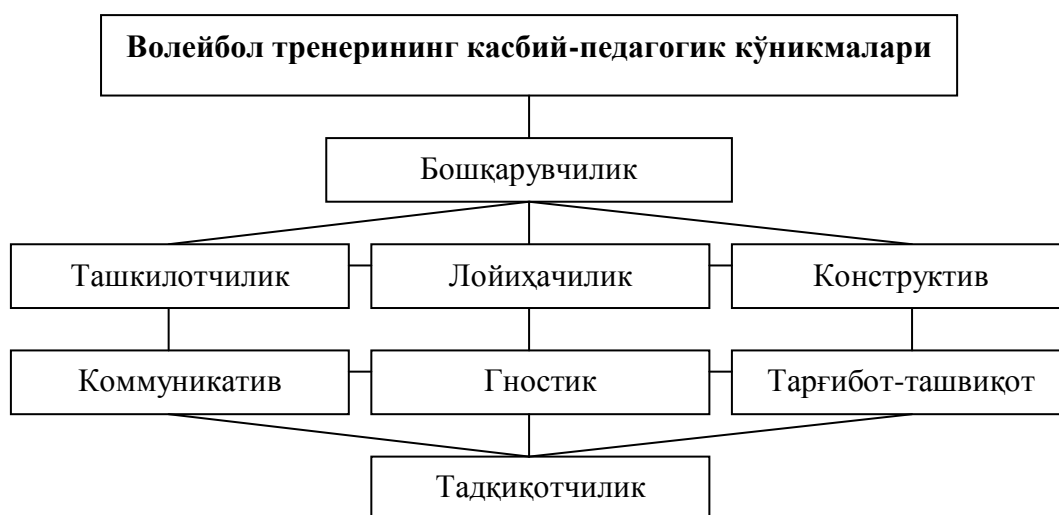 Волейбол тренерининг касбий-педагогик кўникмалари
Бошқарувчилик
Ташкилотчилик
Лойиҳачилик
Конструктив
Коммуникатив
Гностик
Тарғибот-ташвиқот
Тадқиқотчилик